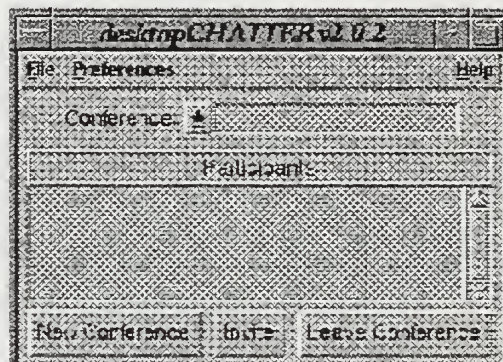 desktopCHATTER v2.0.2
File Preferences Help
Conference:
Participants
New Conference Invite Leave Conference